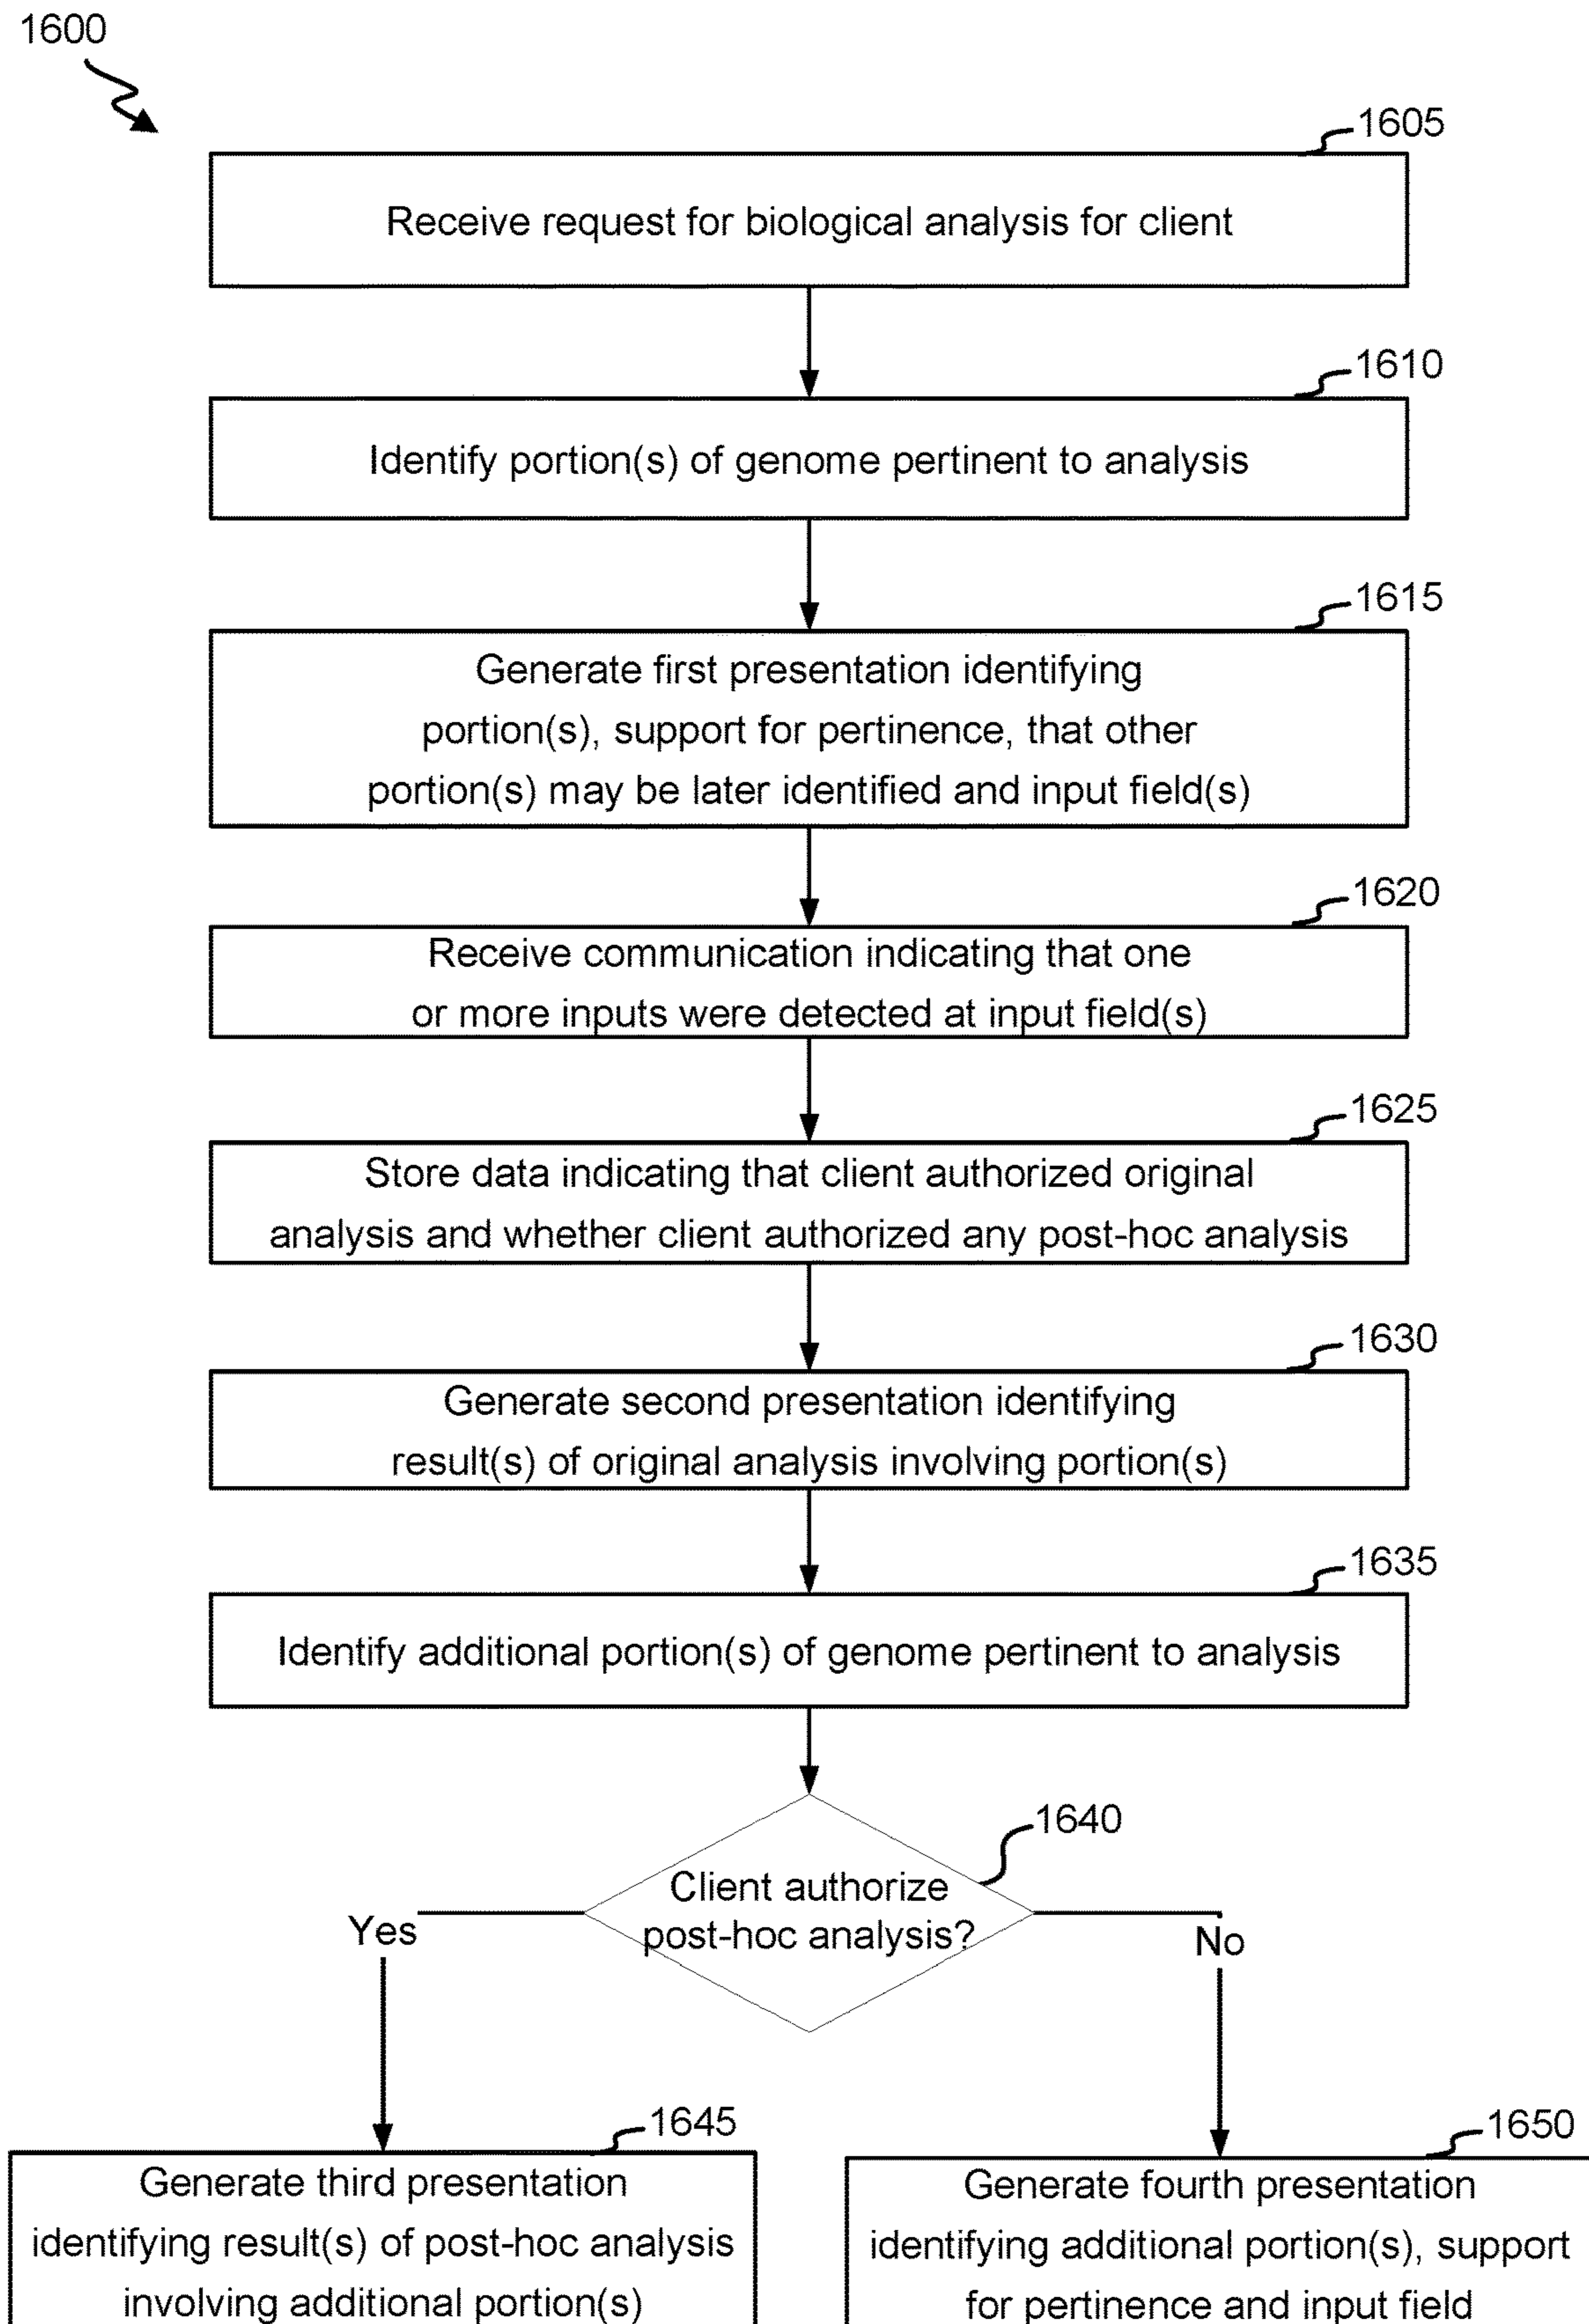 1600
1605
Receive request for biological analysis for client
1610
Identify portion(s) of genome pertinent to analysis
1615
Generate first presentation identifying
portion(s), support for pertinence, that other
portion(s) may be later identified and input field(s)
1620
Receive communication indicating that one
or more inputs were detected at input field(s)
1625
Store data indicating that client authorized original
analysis and whether client authorized any post-hoc analysis
1630
Generate second presentation identifying
result(s) of original analysis involving portion(s)
1635
Identify additional portion(s) of genome pertinent to analysis
1640
Client authorize
post-hoc analysis?
Yes
No
1645
Generate third presentation
identifying result(s) of post-hoc analysis
involving additional portion(s)
1650
Generate fourth presentation
identifying additional portion(s), support
for pertinence and input field